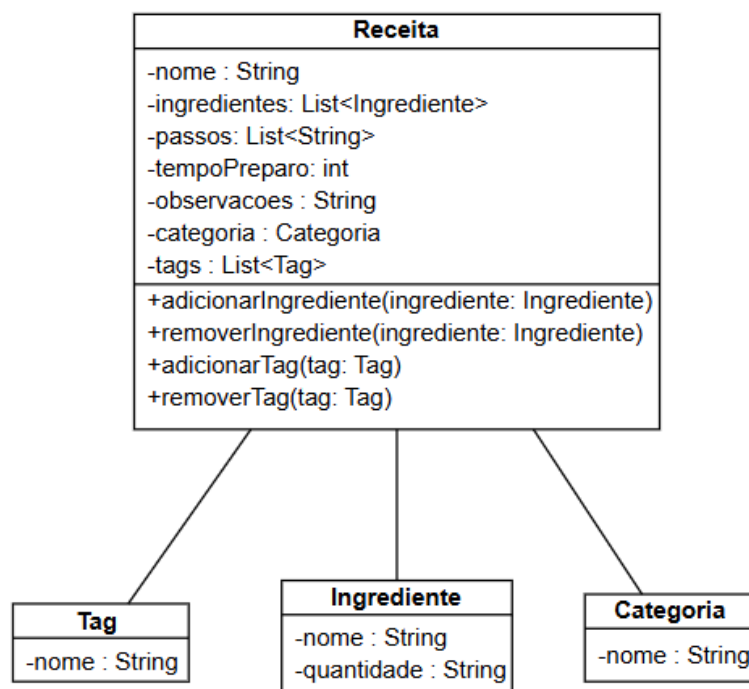 Receita
-nome : String
-ingredientes: List<Ingrediente>
-passos: List<String>
-tempoPreparo: int
-observacoes : String
-categoria : Categoria
-tags : List<Tag>
+adicionarIngrediente(ingrediente: Ingrediente)
+removerIngrediente(ingrediente: Ingrediente)
+adicionarTag(tag: Tag)
+removerTag(tag: Tag)
Tag
-nome : String
Ingrediente
-nome : String
-quantidade : String
Categoria
-nome : String